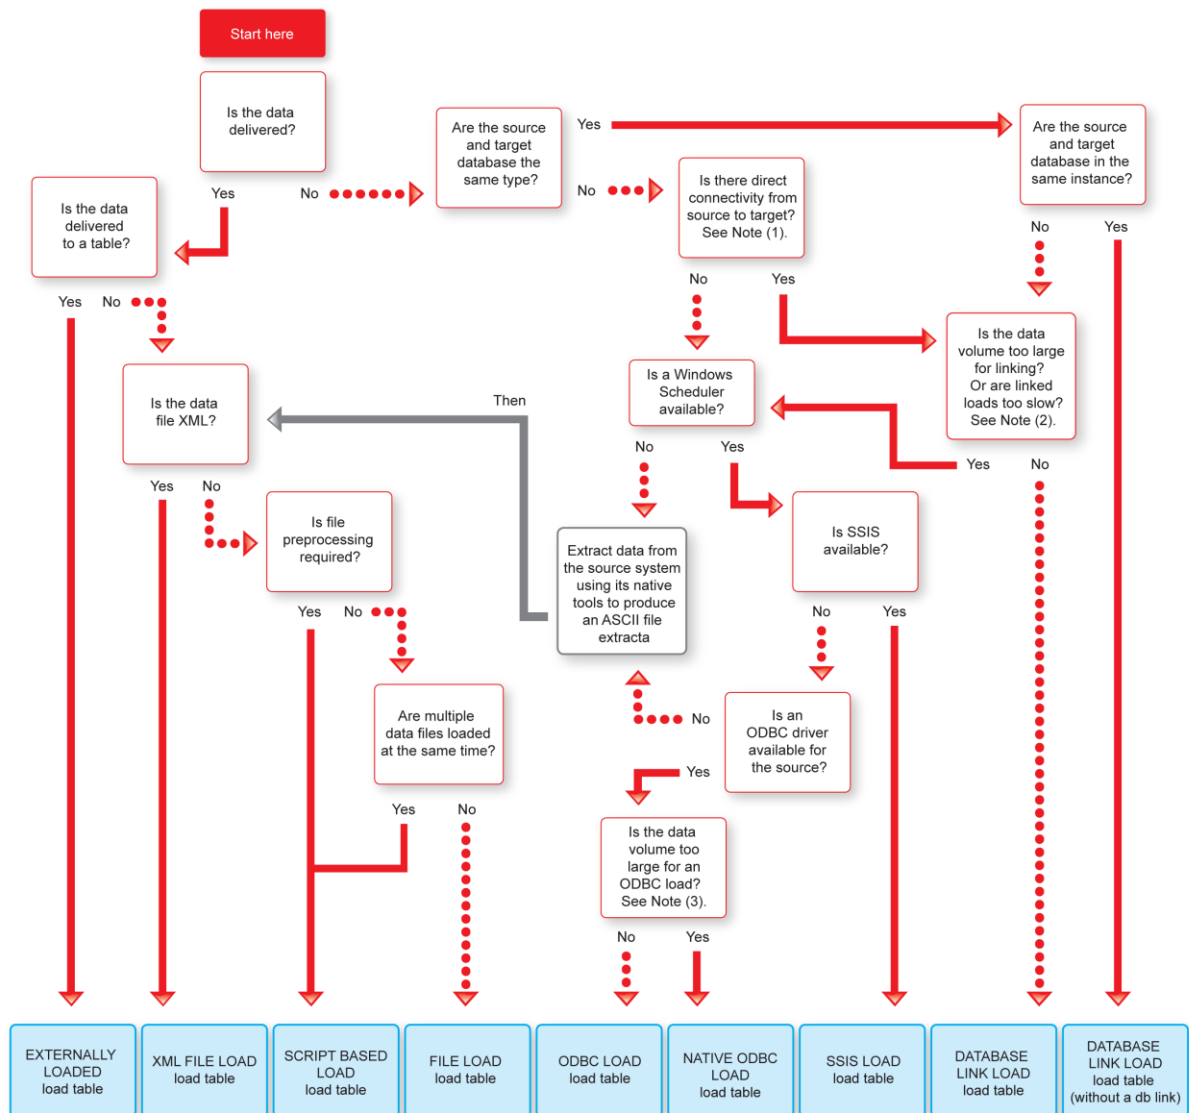 Start here
Is the data
delivered?
Yes
No
Are the source
and target
database the
same type?
Yes
No
Are the source
and target
database in the
same instance?
No
Yes
Is the data
delivered
to a table?
Yes
No
Is there direct
connectivity from
source to target?
See Note (1).
No
Yes
Is the data
volume too large
for linking?
Or are linked
loads too slow?
See Note (2).
Yes
No
Is the data
file XML?
Yes
No
Then
Is a Windows
Scheduler
available?
No
Yes
Is file
preprocessing
required?
Yes
No
Extract data from
the source system
using its native
tools to produce
an ASCII file
extracta
Is SSIS
available?
No
Yes
Are multiple
data files loaded
at the same time?
Yes
No
Is an
ODBC driver
available for
the source?
No
Yes
Is the data
volume too
large for an
ODBC load?
See Note (3).
No
Yes
EXTERNALLY
LOADED
load table
XML FILE LOAD
load table
SCRIPT BASED
LOAD
load table
FILE LOAD
load table
ODBC LOAD
load table
NATIVE ODBC
LOAD
load table
SSIS LOAD
load table
DATABASE
LINK LOAD
load table
DATABASE
LINK LOAD
load table
(without a db link)